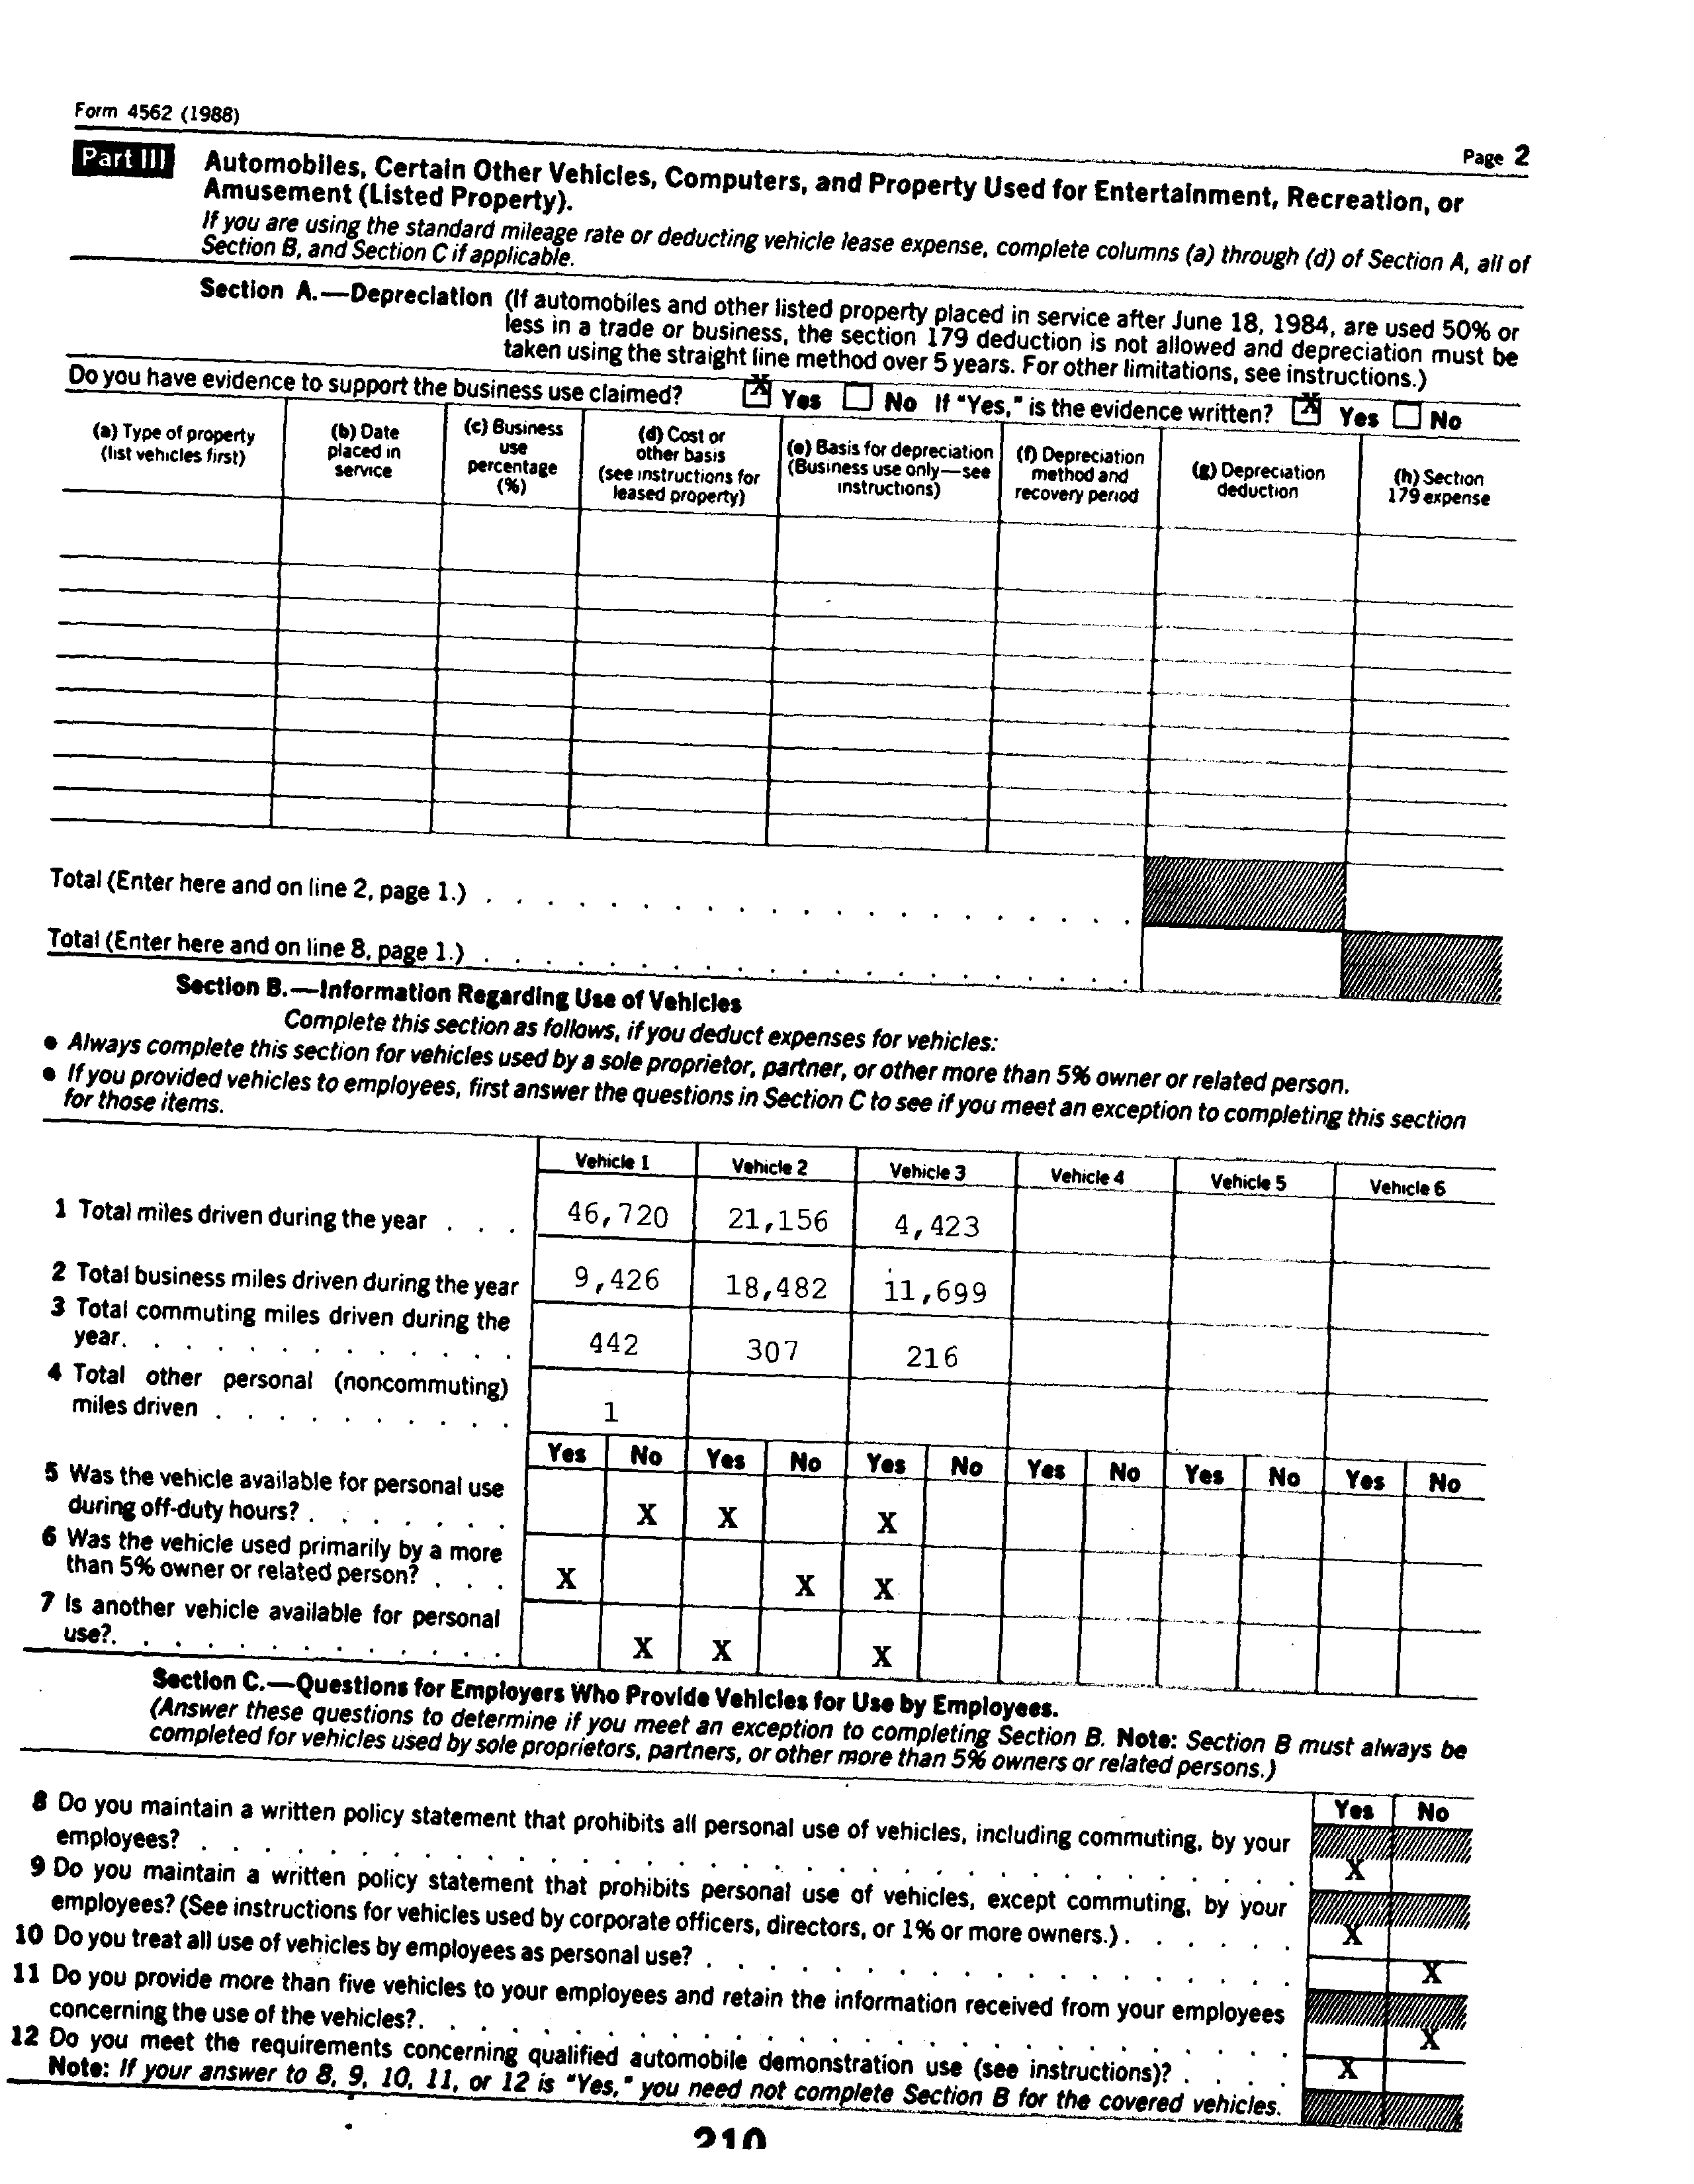 Form 4562 (1988)
Page 2
Part III Automobiles, Certain Other Vehicles, Computers, and Property Used for Entertainment, Recreation, or
Amusement (Listed Property).
If you are using the standard mileage rate or deducting vehicle lease expense, complete columns (a) through (d) of Section A, all of
Section B, and Section C if applicable.
Section A.—Depreciation (If automobiles and other listed property placed in service after June 18, 1984, are used 50% or
less in a trade or business, the section 179 deduction is not allowed and depreciation must be
taken using the straight line method over 5 years. For other limitations, see instructions.)
Do you have evidence to support the business use claimed? X Yes No If "Yes," is the evidence written? X Yes No
(a) Type of property
(list vehicles first)
(b) Date
placed in
service
(c) Business
use
percentage
(%)
(d) Cost or
other basis
(see instructions for
leased property)
(e) Basis for depreciation
(Business use only—see
instructions)
(f) Depreciation
method and
recovery period
(g) Depreciation
deduction
(h) Section
179 expense
Total (Enter here and on line 2, page 1.) . . . . . . . . . . . . . . . . . . . . .
Total (Enter here and on line 8, page 1.) . . . . . . . . . . . . . . . . . . . . .
Section B.—Information Regarding Use of Vehicles
Complete this section as follows, if you deduct expenses for vehicles:
● Always complete this section for vehicles used by a sole proprietor, partner, or other more than 5% owner or related person.
● If you provided vehicles to employees, first answer the questions in Section C to see if you meet an exception to completing this section
for those items.
Vehicle 1 Vehicle 2 Vehicle 3 Vehicle 4 Vehicle 5 Vehicle 6
1 Total miles driven during the year . . . 46,720 21,156 4,423
2 Total business miles driven during the year 9,426 18,482 11,699
3 Total commuting miles driven during the
year. . . . . . . . . . . . . . 442 307 216
4 Total other personal (noncommuting)
miles driven . . . . . . . . . . 1
Yes No Yes No Yes No Yes No Yes No Yes No
5 Was the vehicle available for personal use
during off-duty hours? . . . . . . . X X X
6 Was the vehicle used primarily by a more
than 5% owner or related person? . . . X X X
7 Is another vehicle available for personal
use?. . . . . . . . . . . . . X X X
Section C.—Questions for Employers Who Provide Vehicles for Use by Employees.
(Answer these questions to determine if you meet an exception to completing Section B. Note: Section B must always be
completed for vehicles used by sole proprietors, partners, or other more than 5% owners or related persons.)
Yes No
8 Do you maintain a written policy statement that prohibits all personal use of vehicles, including commuting, by your
employees? . . . . . . . . . . . . . . . . . . . . . . . . . . . . . . . . . . X
9 Do you maintain a written policy statement that prohibits personal use of vehicles, except commuting, by your
employees? (See instructions for vehicles used by corporate officers, directors, or 1% or more owners.) . . . . . . X
10 Do you treat all use of vehicles by employees as personal use? . . . . . . . . . . . . . . . . . . . X
11 Do you provide more than five vehicles to your employees and retain the information received from your employees
concerning the use of the vehicles?. . . . . . . . . . . . . . . . . . . . . . . . . . . . X
12 Do you meet the requirements concerning qualified automobile demonstration use (see instructions)? . . . . X
Note: If your answer to 8, 9, 10, 11, or 12 is "Yes," you need not complete Section B for the covered vehicles.
210